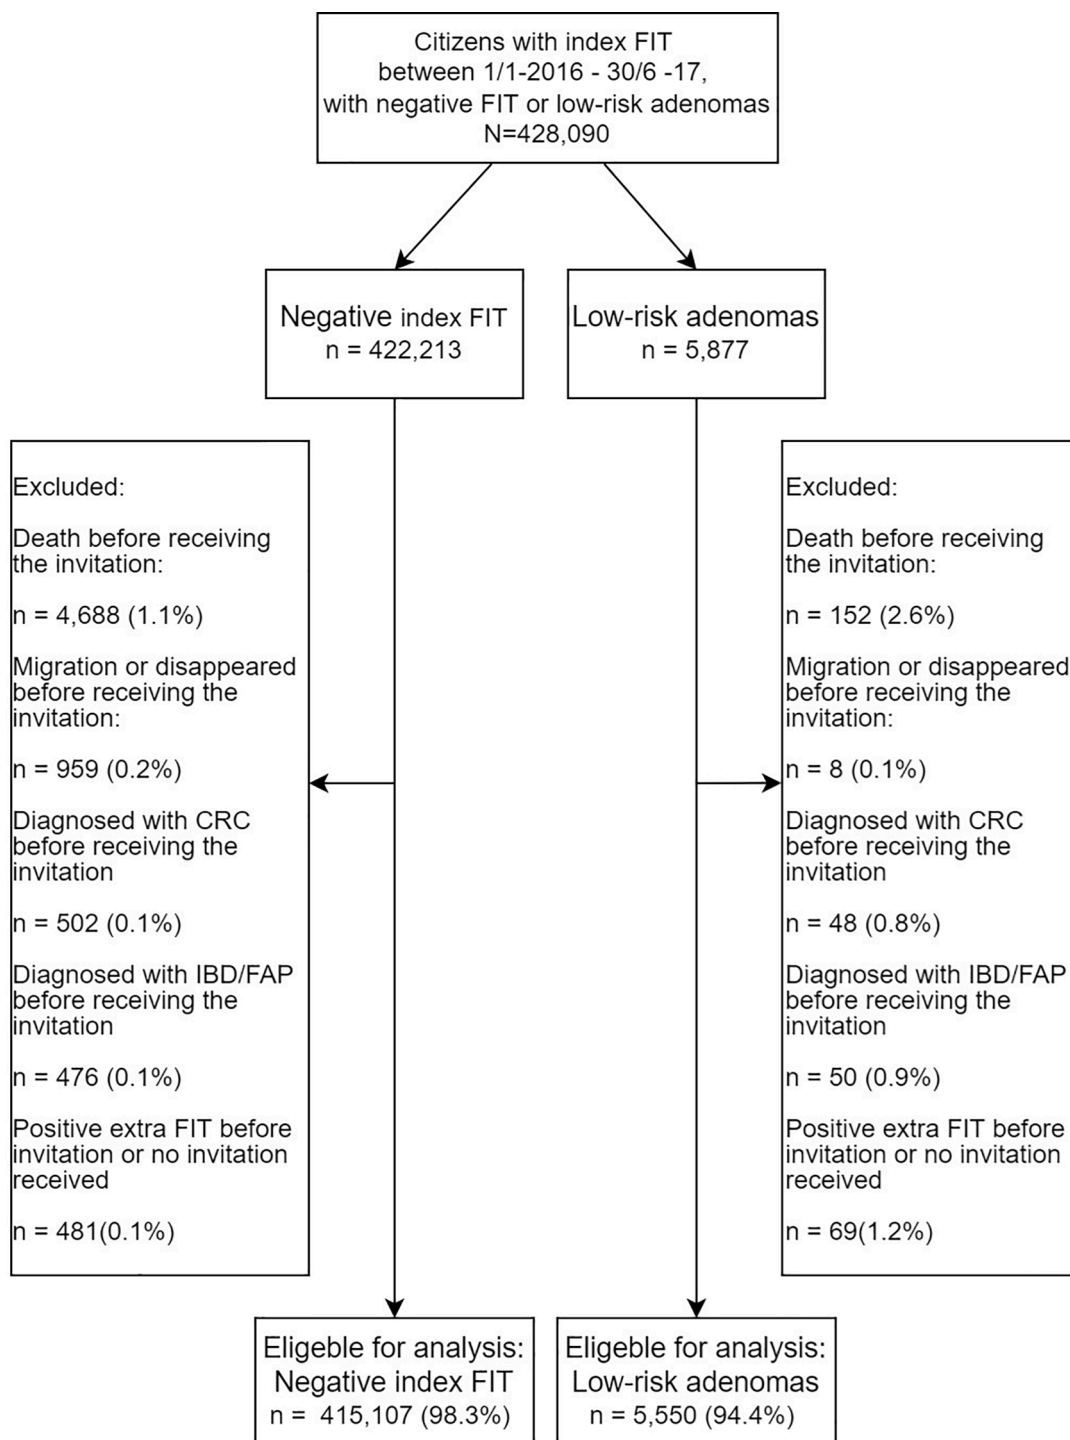 Citizens with index FIT
between 1/1-2016 - 30/6 -17,
with negative FIT or low-risk adenomas
N=428,090
Negative index FIT
n = 422,213
Low-risk adenomas
n = 5,877
Excluded:
Death before receiving
the invitation:
n = 4,688 (1.1%)
Migration or disappeared
before receiving the
invitation:
n = 959 (0.2%)
Diagnosed with CRC
before receiving the
invitation
n = 502 (0.1%)
Diagnosed with IBD/FAP
before receiving the
invitation
n = 476 (0.1%)
Positive extra FIT before
invitation or no invitation
received
n = 481(0.1%)
Excluded:
Death before receiving
the invitation:
n = 152 (2.6%)
Migration or disappeared
before receiving the
invitation:
n = 8 (0.1%)
Diagnosed with CRC
before receiving the
invitation
n = 48 (0.8%)
Diagnosed with IBD/FAP
before receiving the
invitation
n = 50 (0.9%)
Positive extra FIT before
invitation or no invitation
received
n = 69(1.2%)
Eligeble for analysis:
Negative index FIT
n =  415,107 (98.3%)
Eligeble for analysis:
Low-risk adenomas
n = 5,550 (94.4%)